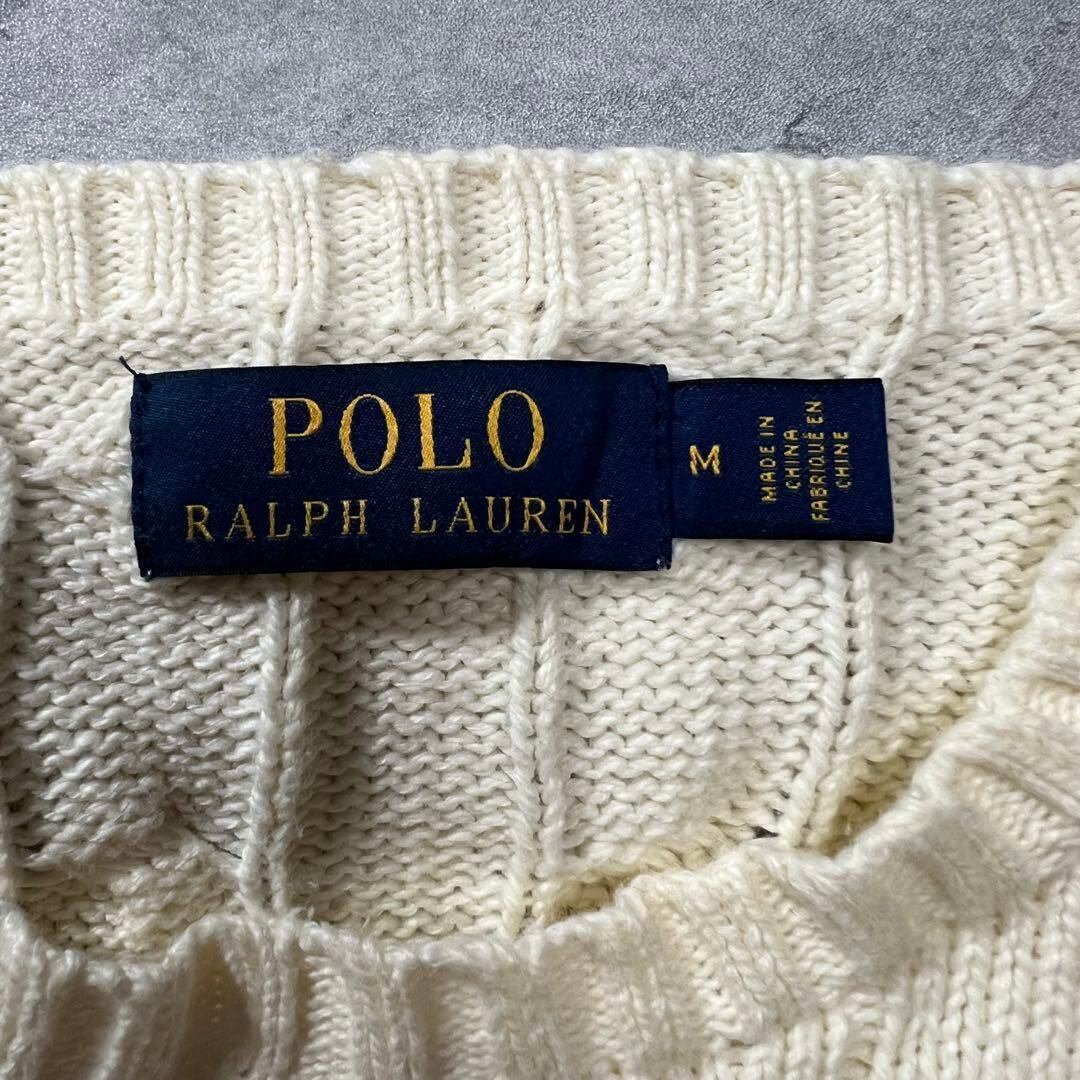 POLO
RALPH LAUREN
M
MADE IN
CHINA
FABRIQUÉ EN
CHINE